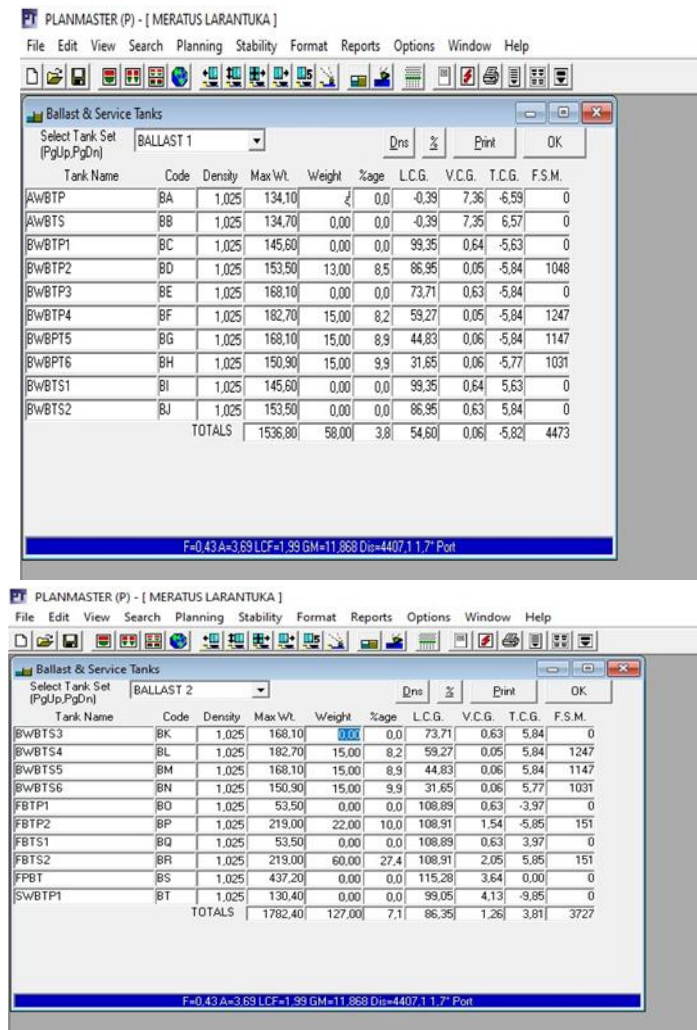 PT PLANMASTER (P) - [ MERATUS LARANTUKA ]
File Edit View Search Planning Stability Format Reports Options Window Help
Ballast & Service Tanks
Select Tank Set (PgUp,PgDn) BALLAST 1 Dns % Print OK
Tank Name Code Density Max Wt. Weight %age L.C.G. V.C.G. T.C.G. F.S.M.
AWBTP BA 1,025 134,10 0,0 -0,39 7,36 -6,59 0
AWBTS BB 1,025 134,70 0,00 0,0 -0,39 7,35 6,57 0
BWBTP1 BC 1,025 145,60 0,00 0,0 99,35 0,64 -5,63 0
BWBTP2 BD 1,025 153,50 13,00 8,5 86,95 0,05 -5,84 1048
BWBTP3 BE 1,025 168,10 0,00 0,0 73,71 0,63 -5,84 0
BWBTP4 BF 1,025 182,70 15,00 8,2 59,27 0,05 -5,84 1247
BWBPT5 BG 1,025 168,10 15,00 8,9 44,83 0,06 -5,84 1147
BWBPT6 BH 1,025 150,90 15,00 9,9 31,65 0,06 -5,77 1031
BWBTS1 BI 1,025 145,60 0,00 0,0 99,35 0,64 5,63 0
BWBTS2 BJ 1,025 153,50 0,00 0,0 86,95 0,63 5,84 0
TOTALS 1536,80 58,00 3,8 54,60 0,06 -5,82 4473
F=0,43 A=3,69 LCF=1,99 GM=11,868 Dis=4407,1 1,7° Port
PT PLANMASTER (P) - [ MERATUS LARANTUKA ]
File Edit View Search Planning Stability Format Reports Options Window Help
Ballast & Service Tanks
Select Tank Set (PgUp,PgDn) BALLAST 2 Dns % Print OK
Tank Name Code Density Max Wt. Weight %age L.C.G. V.C.G. T.C.G. F.S.M.
BWBTS3 BK 1,025 168,10 0,00 0,0 73,71 0,63 5,84 0
BWBTS4 BL 1,025 182,70 15,00 8,2 59,27 0,05 5,84 1247
BWBTS5 BM 1,025 168,10 15,00 8,9 44,83 0,06 5,84 1147
BWBTS6 BN 1,025 150,90 15,00 9,9 31,65 0,06 5,77 1031
FBTP1 BO 1,025 53,50 0,00 0,0 108,89 0,63 -3,97 0
FBTP2 BP 1,025 219,00 22,00 10,0 108,91 1,54 -5,85 151
FBTS1 BQ 1,025 53,50 0,00 0,0 108,89 0,63 3,97 0
FBTS2 BR 1,025 219,00 60,00 27,4 108,91 2,05 5,85 151
FPBT BS 1,025 437,20 0,00 0,0 115,28 3,64 0,00 0
SWBTP1 BT 1,025 130,40 0,00 0,0 99,05 4,13 -9,85 0
TOTALS 1782,40 127,00 7,1 86,35 1,26 3,81 3727
F=0,43 A=3,69 LCF=1,99 GM=11,868 Dis=4407,1 1,7° Port